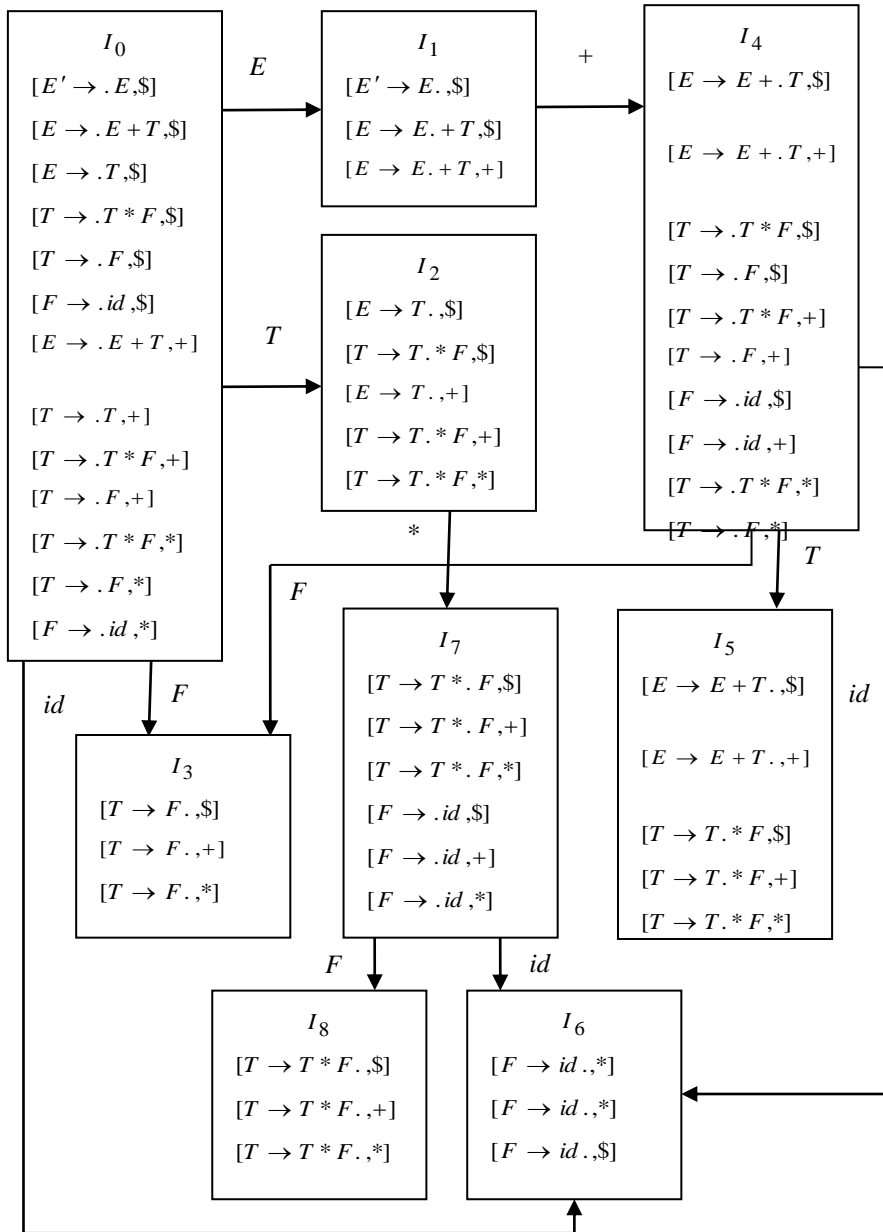 I0
[E′ → . E,$]
[E → . E + T,$]
[E → . T,$]
[T → . T * F,$]
[T → . F,$]
[F → . id,$]
[E → . E + T,+]
[T → . T,+]
[T → . T * F,+]
[T → . F,+]
[T → . T * F,*]
[T → . F,*]
[F → . id,*]
E
I1
[E′ → E. ,$]
[E → E. + T,$]
[E → E. + T,+]
+
I4
[E → E + . T,$]
[E → E + . T,+]
[T → . T * F,$]
[T → . F,$]
[T → . T * F,+]
[T → . F,+]
[F → . id,$]
[F → . id,+]
[T → . T * F,*]
[T → . F,*]
T
I2
[E → T. ,$]
[T → T. * F,$]
[E → T. ,+]
[T → T. * F,+]
[T → T. * F,*]
*
F
T
id
F
I3
[T → F. ,$]
[T → F. ,+]
[T → F. ,*]
I7
[T → T * . F,$]
[T → T * . F,+]
[T → T * . F,*]
[F → . id,$]
[F → . id,+]
[F → . id,*]
I5
[E → E + T. ,$]
[E → E + T. ,+]
[T → T. * F,$]
[T → T. * F,+]
[T → T. * F,*]
id
F
id
I8
[T → T * F. ,$]
[T → T * F. ,+]
[T → T * F. ,*]
I6
[F → id. ,*]
[F → id. ,*]
[F → id. ,$]